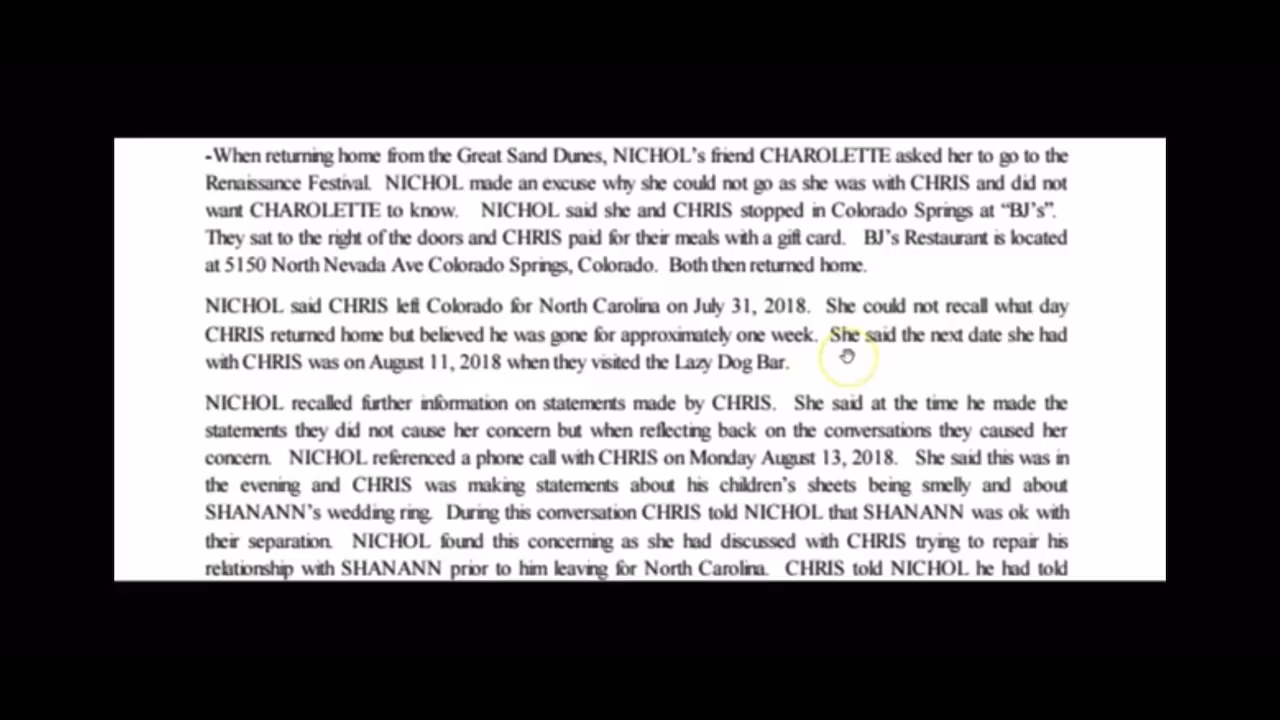 -When returning home from the Great Sand Dunes, NICHOL's friend CHAROLETTE asked her to go to the
Renaissance Festival. NICHOL made an excuse why she could not go as she was with CHRIS and did not
want CHAROLETTE to know. NICHOL said she and CHRIS stopped in Colorado Springs at “BJ's”.
They sat to the right of the doors and CHRIS paid for their meals with a gift card. BJ's Restaurant is located
at 5150 North Nevada Ave Colorado Springs, Colorado. Both then returned home.
NICHOL said CHRIS left Colorado for North Carolina on July 31, 2018. She could not recall what day
CHRIS returned home but believed he was gone for approximately one week. She said the next date she had
with CHRIS was on August 11, 2018 when they visited the Lazy Dog Bar.
NICHOL recalled further information on statements made by CHRIS. She said at the time he made the
statements they did not cause her concern but when reflecting back on the conversations they caused her
concern. NICHOL referenced a phone call with CHRIS on Monday August 13, 2018. She said this was in
the evening and CHRIS was making statements about his children's sheets being smelly and about
SHANANN's wedding ring. During this conversation CHRIS told NICHOL that SHANANN was ok with
their separation. NICHOL found this concerning as she had discussed with CHRIS trying to repair his
relationship with SHANANN prior to him leaving for North Carolina. CHRIS told NICHOL he had told